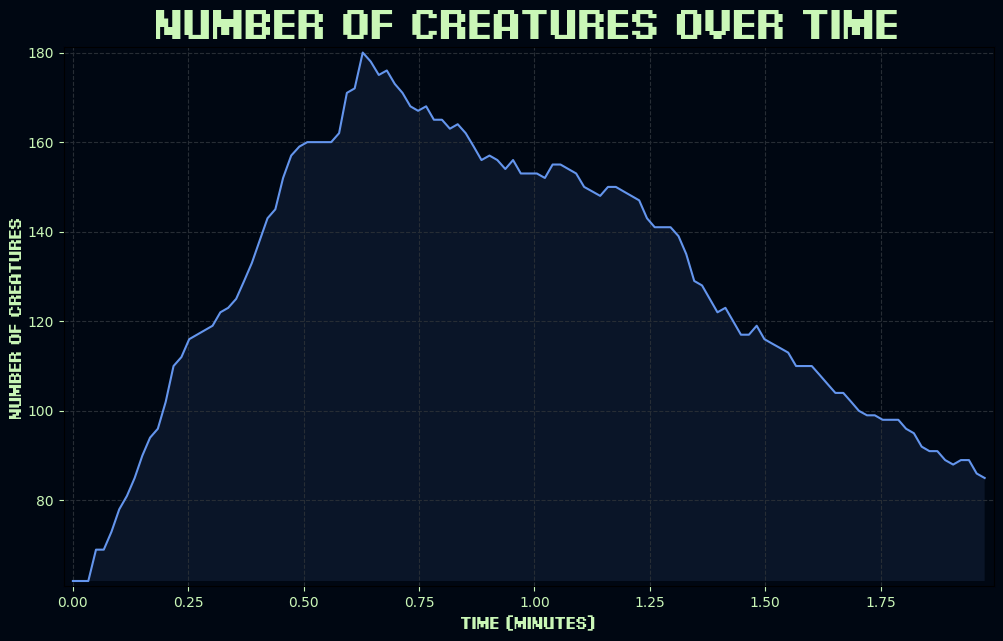 NUMBER OF CREATURES OVER TIME
180
160
140
120
100
80
NUMBER OF CREATURES
0.00 0.25 0.50 0.75 1.00 1.25 1.50 1.75
TIME (MINUTES)